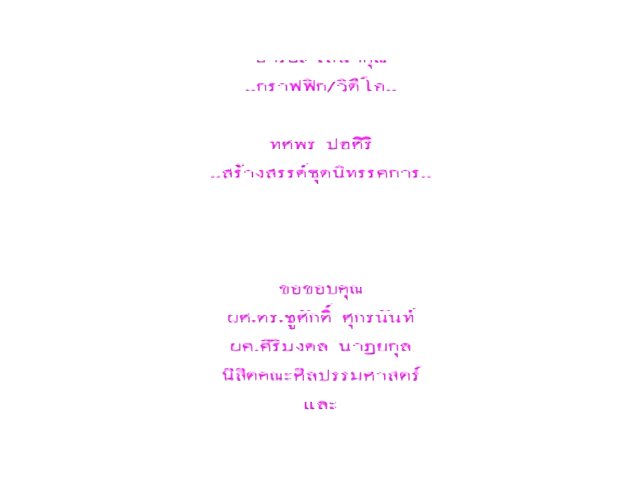 ..กราฟฟิก/วิดีโอ..
ทศพร ปอศิริ
..สร้างสรรค์ชุดนิทรรศการ..
ขอขอบคุณ
ผศ.ดร.ชูศักดิ์ ศุกรนันทน์
ผศ.ศิริมงคล นาฏยกุล
นิสิตคณะศิลปกรรมศาสตร์
และ